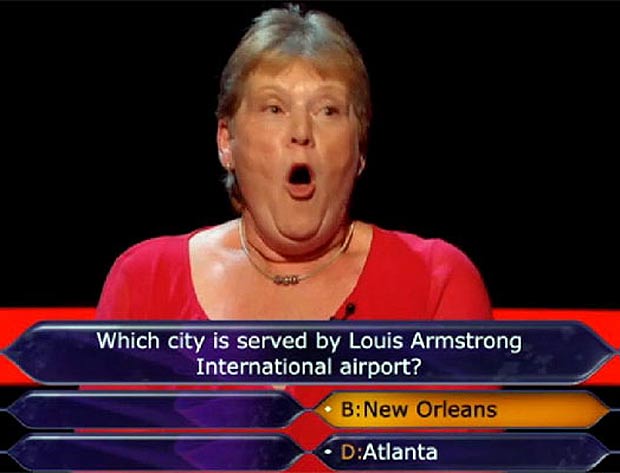 Which city is served by Louis Armstrong
International airport?
B:New Orleans
D:Atlanta